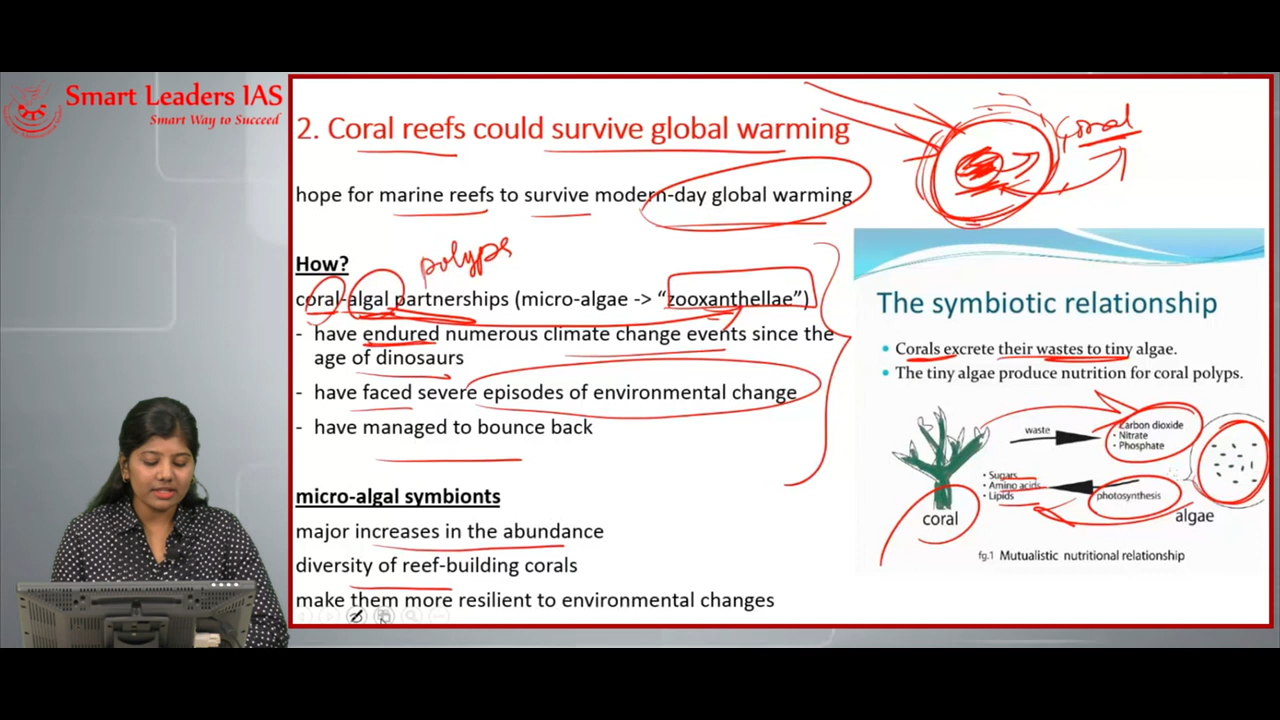 Smart Leaders IAS
Smart Way to Succeed
2. Coral reefs could survive global warming
Coral
hope for marine reefs to survive modern-day global warming
How?
polyps
coral-algal partnerships (micro-algae -> “zooxanthellae”)
- have endured numerous climate change events since the
age of dinosaurs
- have faced severe episodes of environmental change
- have managed to bounce back
micro-algal symbionts
major increases in the abundance
diversity of reef-building corals
make them more resilient to environmental changes
The symbiotic relationship
• Corals excrete their wastes to tiny algae.
• The tiny algae produce nutrition for coral polyps.
waste
Carbon dioxide
• Nitrate
• Phosphate
• Sugars
• Amino acids
• Lipids
photosynthesis
coral
algae
fg.1 Mutualistic nutritional relationship